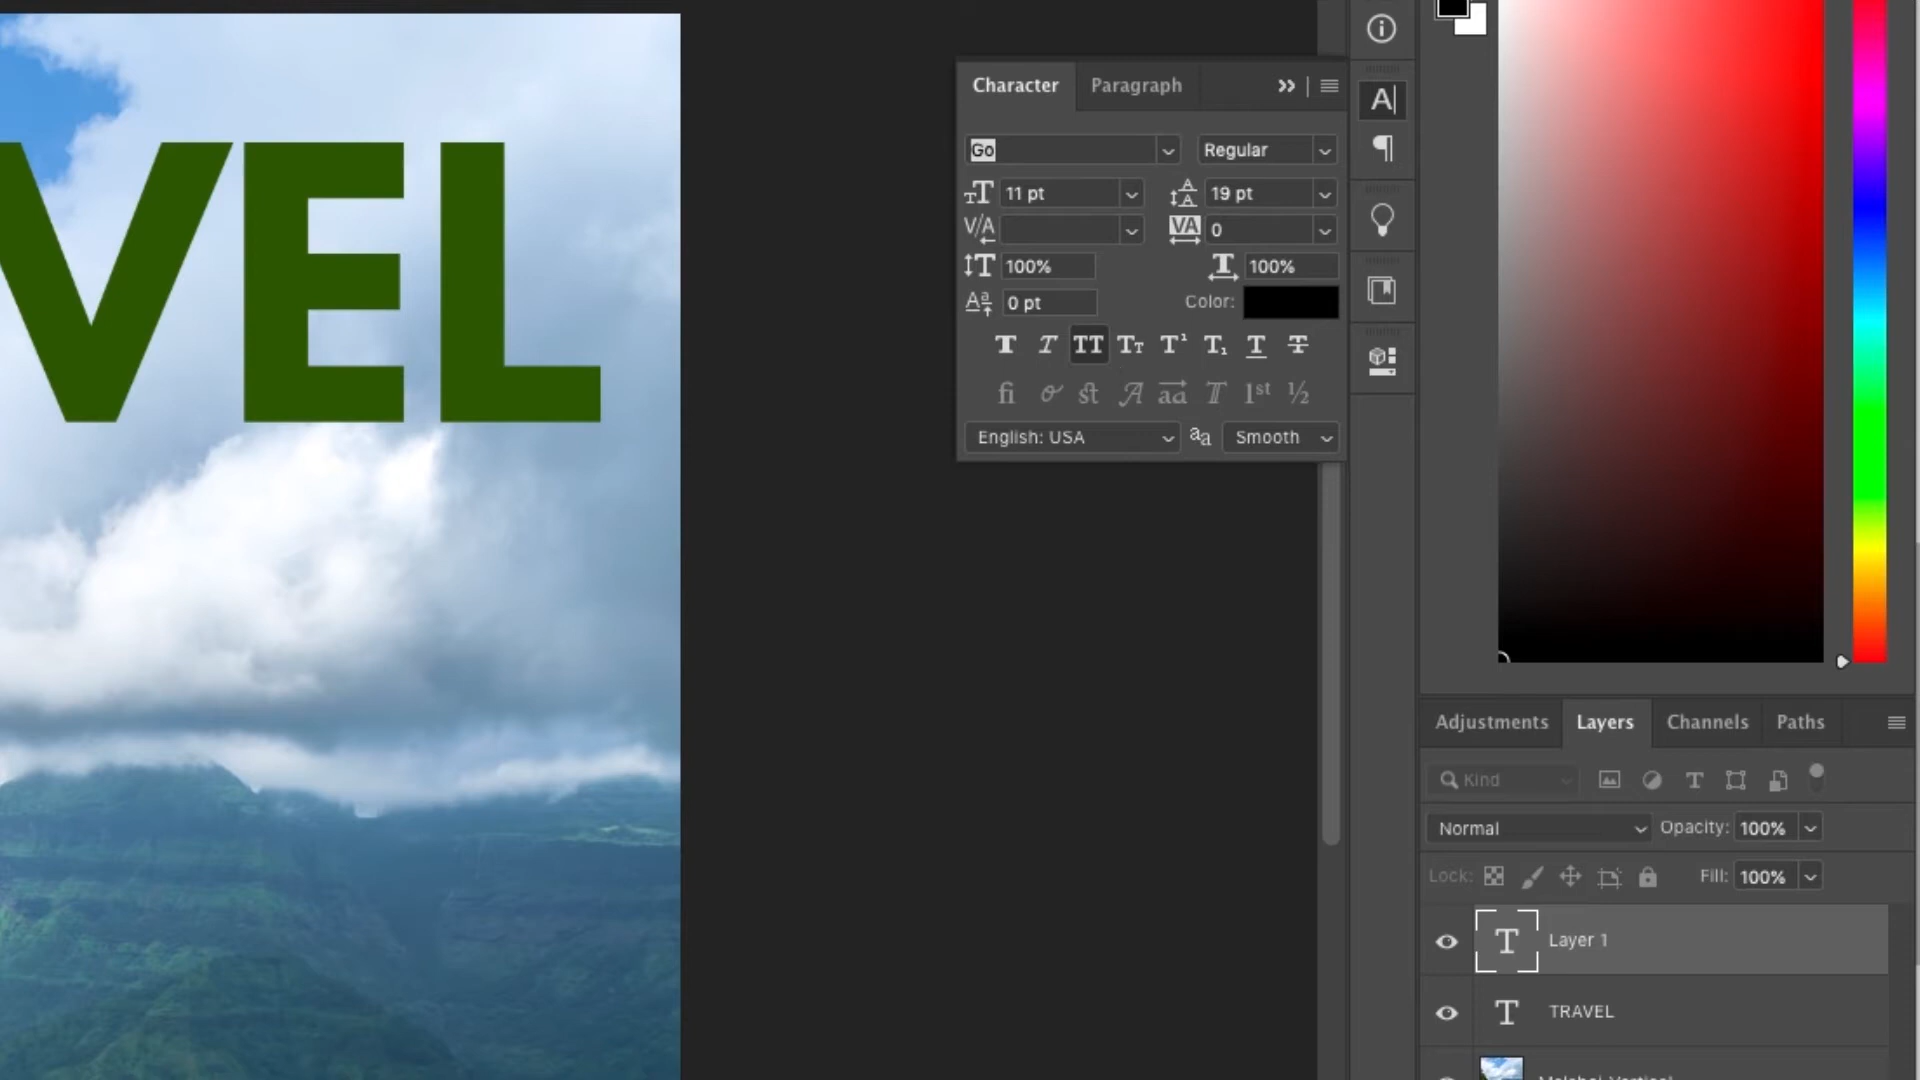 VEL
Character Paragraph
Go Regular
11 pt 19 pt
0
100% 100%
0 pt Color:
English: USA Smooth
Adjustments Layers Channels Paths
Kind
Normal Opacity: 100%
Lock: Fill: 100%
Layer 1
TRAVEL